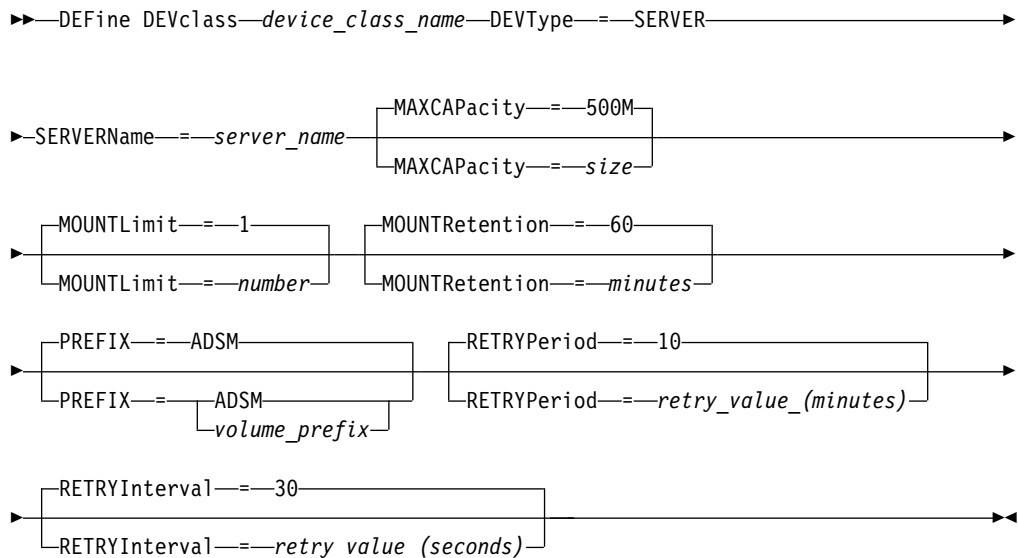 ►►──DEFine DEVclass──device_class_name──DEVType──=──SERVER──►
MAXCAPacity──=──500M
►──SERVERName──=──server_name──►
MAXCAPacity──=──size
MOUNTLimit──=──1 MOUNTRetention──=──60
MOUNTLimit──=──number MOUNTRetention──=──minutes
PREFIX──=──ADSM RETRYPeriod──=──10
PREFIX──=──ADSM RETRYPeriod──=──retry_value_(minutes)
volume_prefix
RETRYInterval──=──30
RETRYInterval──=──retry value (seconds)